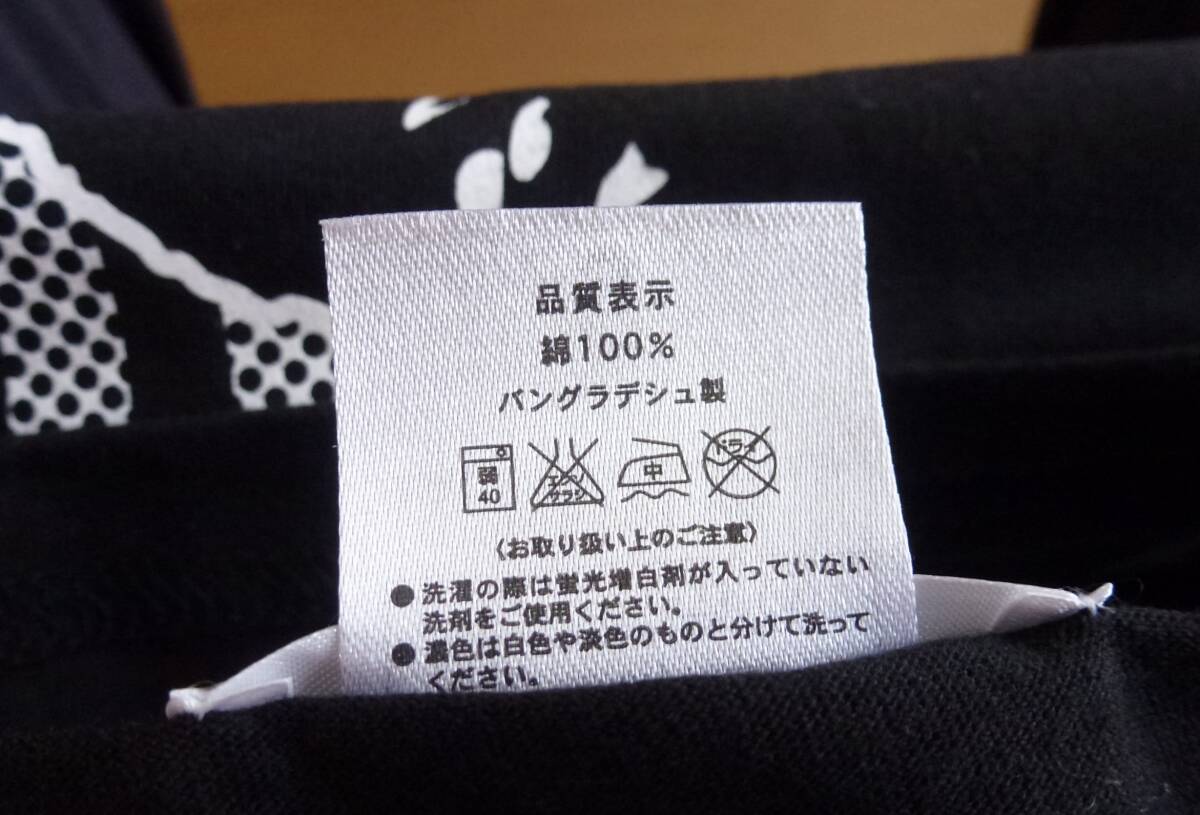 品質表示
綿100%
バングラデシュ製
弱 40 エンソ サラシ 中 ドライ
〈お取り扱い上のご注意〉
●洗濯の際は蛍光増白剤が入っていない
洗剤をご使用ください。
●濃色は白色や淡色のものと分けて洗って
ください。